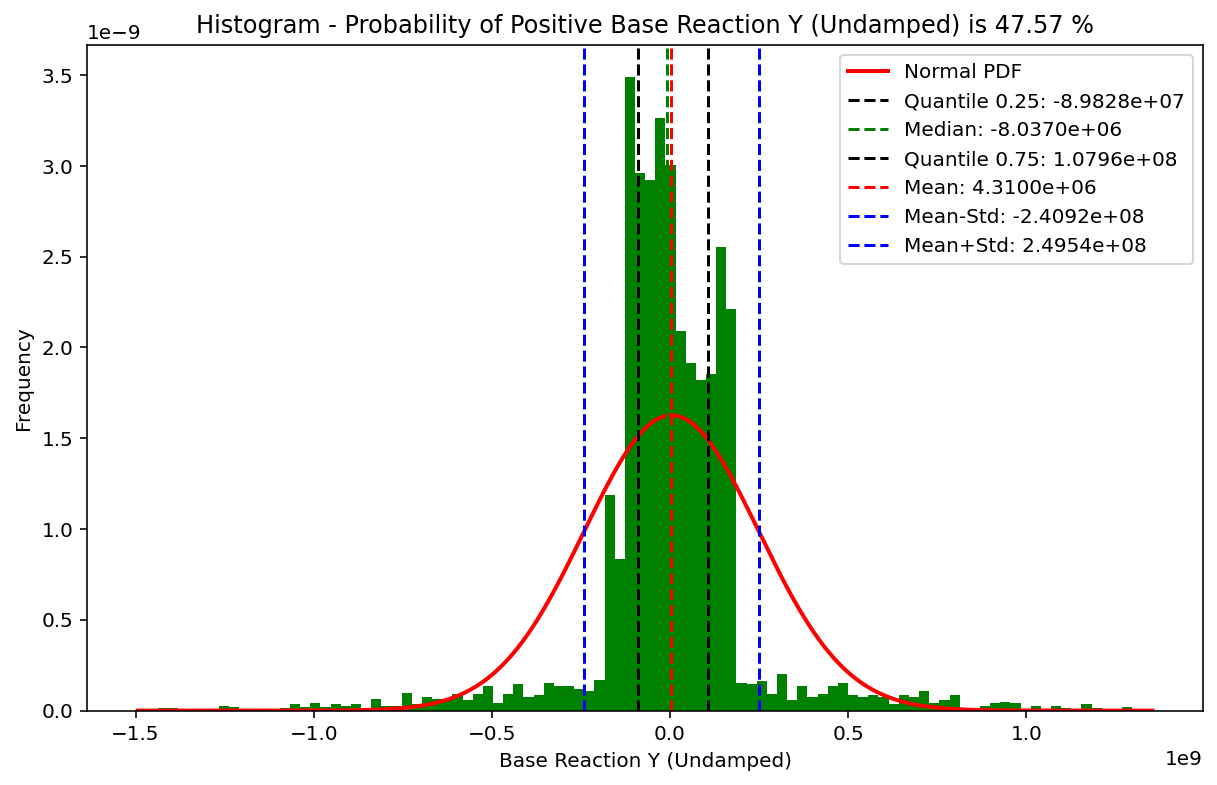 Histogram - Probability of Positive Base Reaction Y (Undamped) is 47.57 %
1e−9
Normal PDF
Quantile 0.25: -8.9828e+07
Median: -8.0370e+06
Quantile 0.75: 1.0796e+08
Mean: 4.3100e+06
Mean-Std: -2.4092e+08
Mean+Std: 2.4954e+08
Frequency
3.5
3.0
2.5
2.0
1.5
1.0
0.5
0.0
−1.5 −1.0 −0.5 0.0 0.5 1.0
Base Reaction Y (Undamped)
1e9